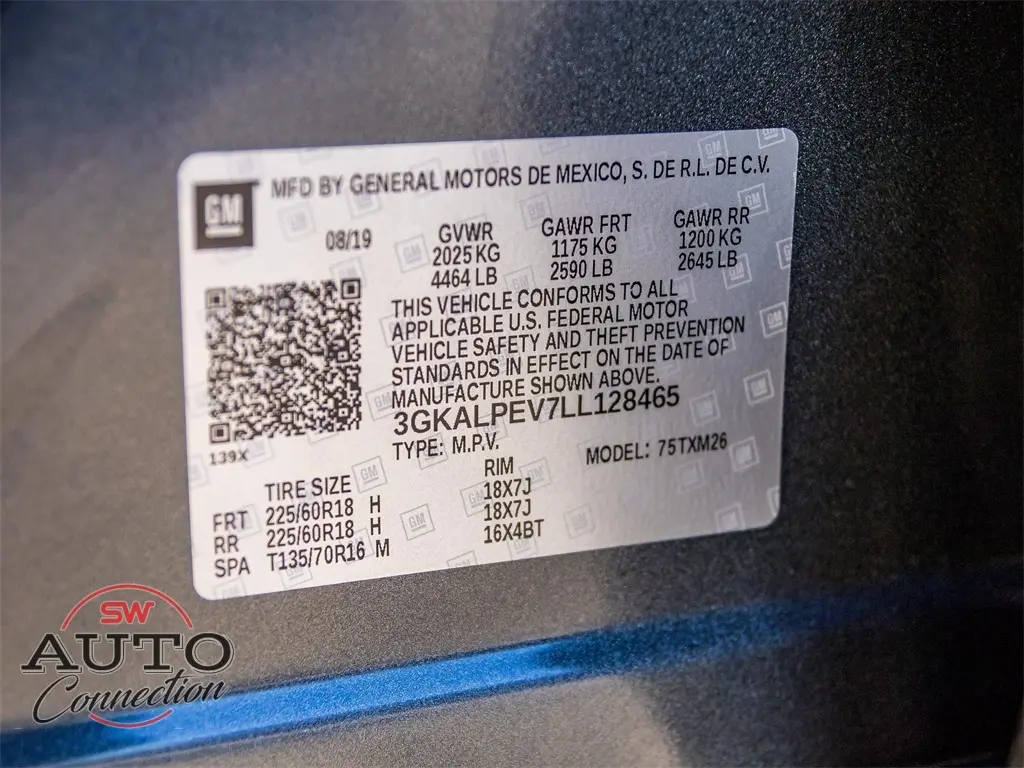 MFD BY GENERAL MOTORS DE MEXICO, S. DE R.L. DE C.V.
GM
08/19
GVWR
2025 KG
4464 LB
GAWR FRT
1175 KG
2590 LB
GAWR RR
1200 KG
2645 LB
THIS VEHICLE CONFORMS TO ALL
APPLICABLE U.S. FEDERAL MOTOR
VEHICLE SAFETY AND THEFT PREVENTION
STANDARDS IN EFFECT ON THE DATE OF
MANUFACTURE SHOWN ABOVE.
3GKALPEV7LL128465
139X
TYPE: M.P.V. MODEL: 75TXM26
TIRE SIZE RIM
FRT 225/60R18 H 18X7J
RR 225/60R18 H 18X7J
SPA T135/70R16 M 16X4BT
SW
AUTO
Connection